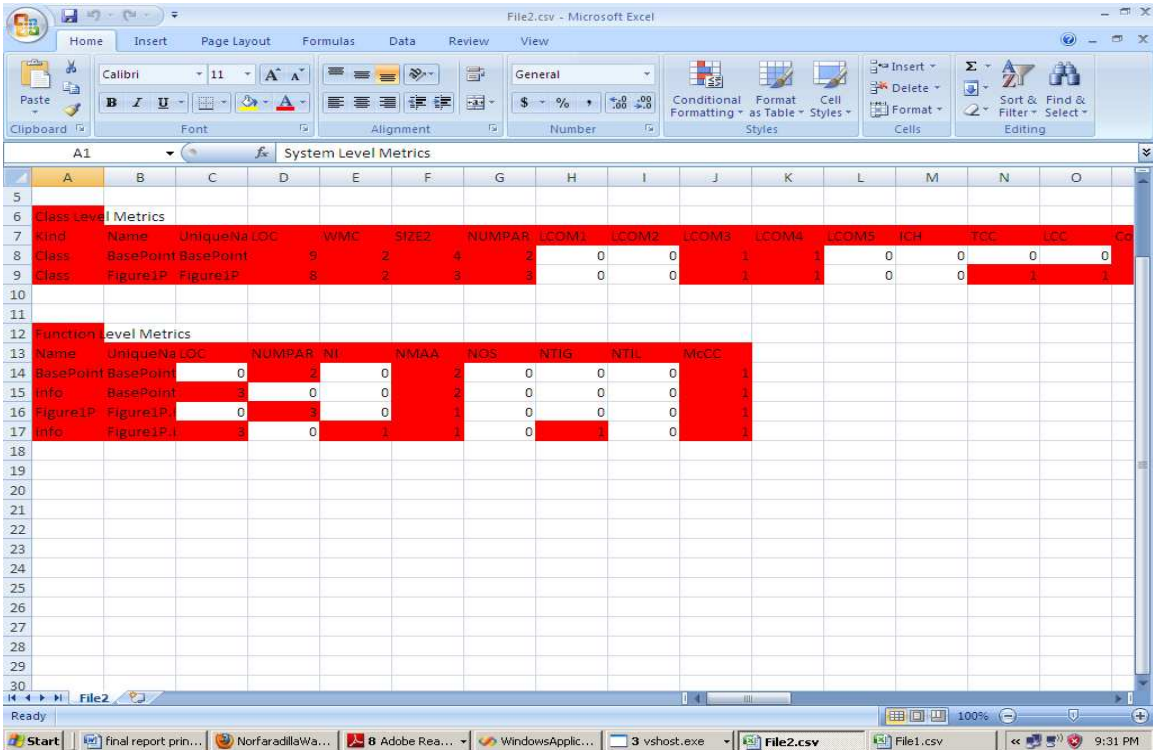 File2.csv - Microsoft Excel
Home Insert Page Layout Formulas Data Review View
Paste
Clipboard
Calibri 11
B I U
Font
Alignment
General
$ % ,
Number
Conditional Formatting
Format as Table
Cell Styles
Styles
Insert
Delete
Format
Cells
Sort & Filter
Find & Select
Editing
A1 fx System Level Metrics
A B C D E F G H I J K L M N O
5
6 Class Level Metrics
7 Kind Name UniqueNa LOC WMC SIZE2 NUMPAR LCOM1 LCOM2 LCOM3 LCOM4 LCOM5 ICH TCC LCC Co
8 Class BasePoint BasePoint 9 2 4 2 0 0 1 1 0 0 0 0
9 Class Figure1P Figure1P 8 2 3 3 0 0 1 1 0 0 1 1
10
11
12 Function Level Metrics
13 Name UniqueNa LOC NUMPAR NI NMAA NOS NTIG NTIL McCC
14 BasePoint BasePoint 0 2 0 2 0 0 0 1
15 Info BasePoint 3 0 0 2 0 0 0 1
16 Figure1P Figure1P. 0 3 0 1 0 0 0 1
17 Info Figure1P. 3 0 1 1 0 1 0 1
18
19
20
21
22
23
24
25
26
27
28
29
30
File2
Ready 100%
Start final report prin... NorfaradillaWa... 8 Adobe Rea... WindowsApplic... 3 vshost.exe File2.csv File1.csv 9:31 PM